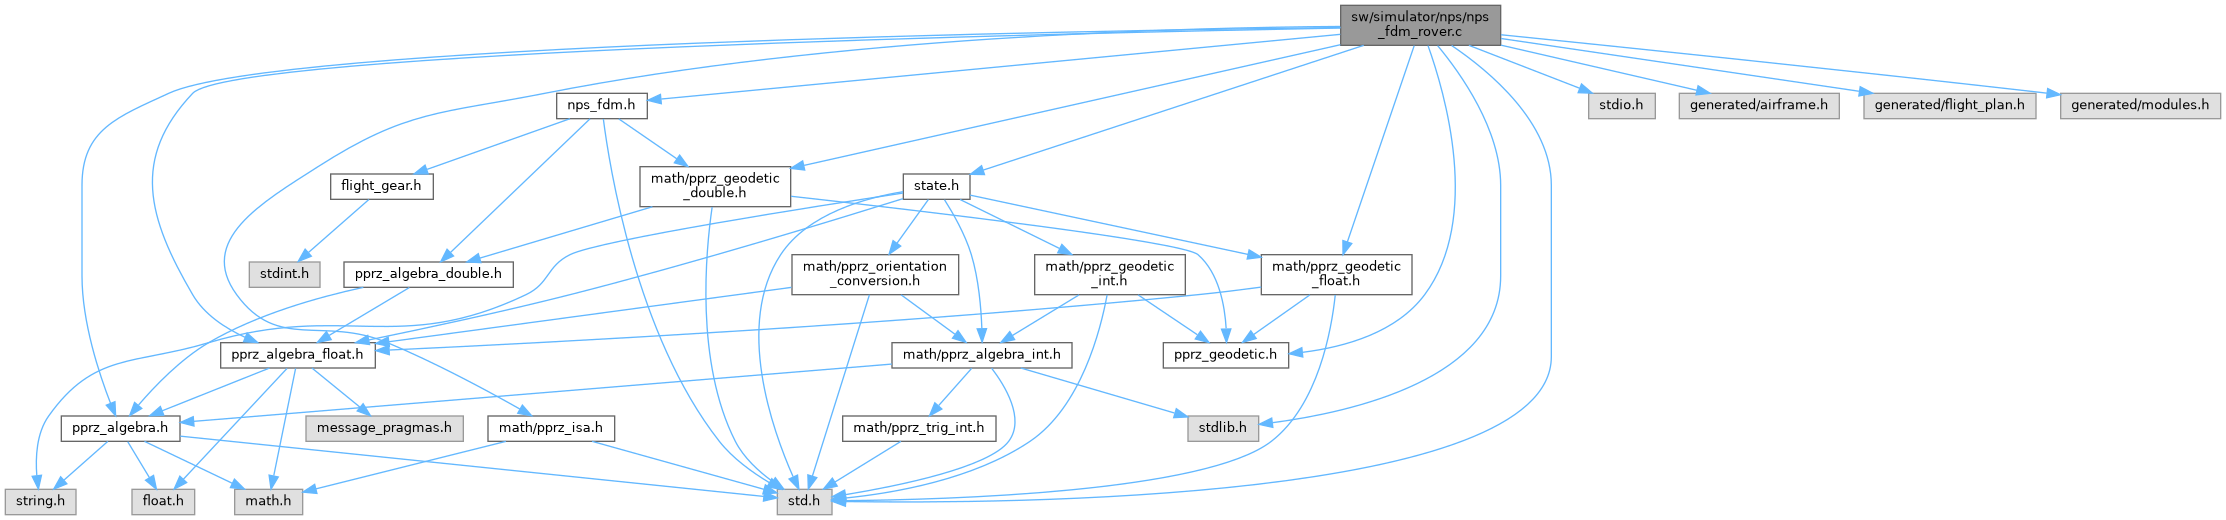 sw/simulator/nps/nps
_fdm_rover.c
nps_fdm.h
stdio.h
generated/airframe.h
generated/flight_plan.h
generated/modules.h
flight_gear.h
math/pprz_geodetic
_double.h
state.h
stdint.h
pprz_algebra_double.h
math/pprz_orientation
_conversion.h
math/pprz_geodetic
_int.h
math/pprz_geodetic
_float.h
pprz_algebra_float.h
math/pprz_algebra_int.h
pprz_geodetic.h
pprz_algebra.h
message_pragmas.h
math/pprz_isa.h
math/pprz_trig_int.h
stdlib.h
string.h
float.h
math.h
std.h